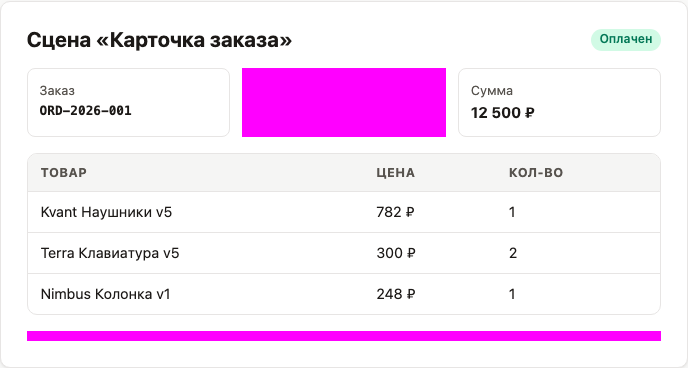 Сцена «Карточка заказа»
Оплачен
Заказ
ORD-2026-001
Сумма
12 500 ₽
ТОВАР ЦЕНА КОЛ-ВО
Kvant Наушники v5 782 ₽ 1
Terra Клавиатура v5 300 ₽ 2
Nimbus Колонка v1 248 ₽ 1